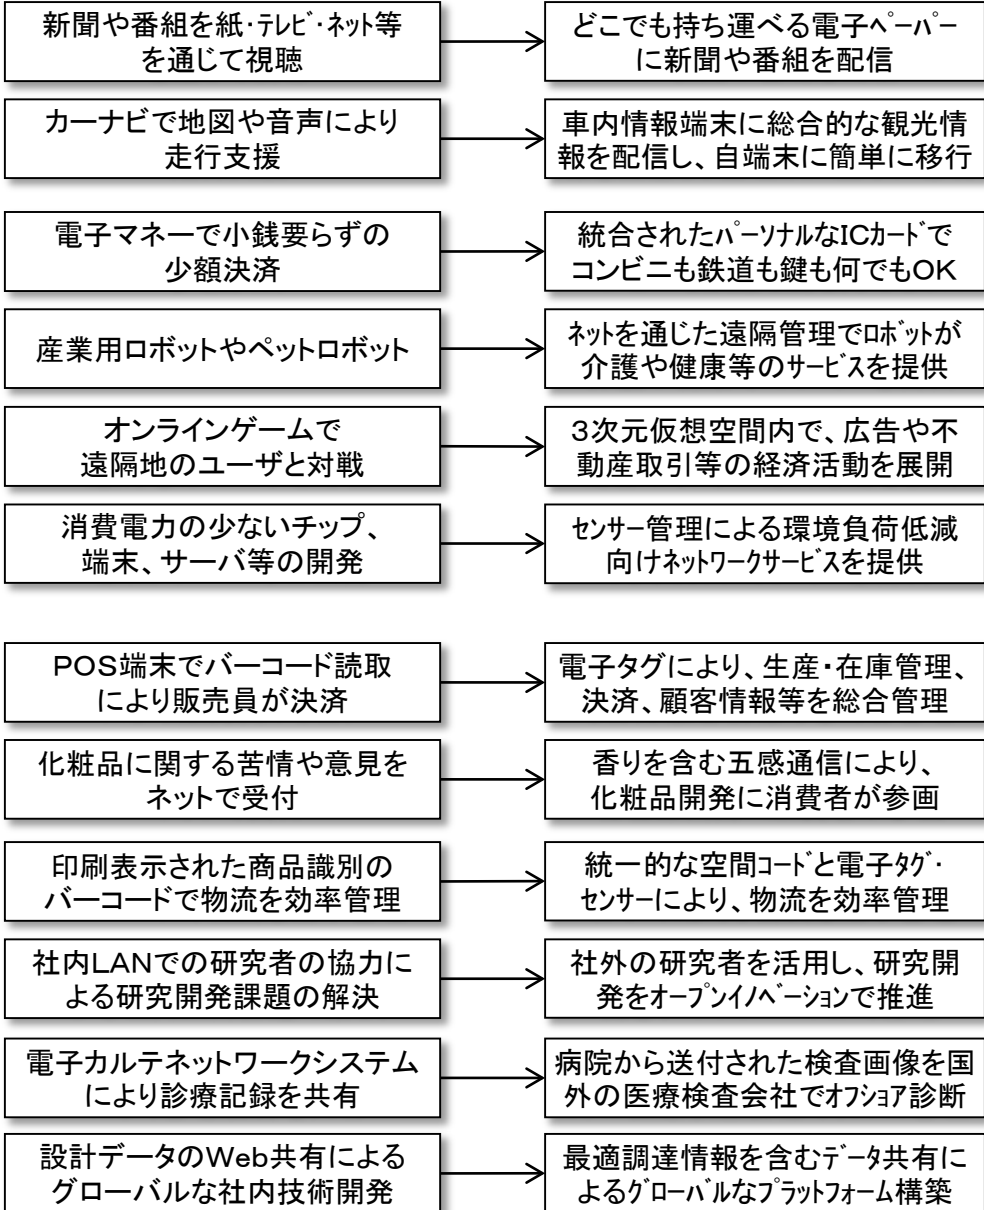 新聞や番組を紙・ﾃﾚﾋﾞ・ﾈｯﾄ等
を通じて視聴
どこでも持ち運べる電子ﾍﾟｰﾊﾟｰ
に新聞や番組を配信
カーナビで地図や音声により
走行支援
車内情報端末に総合的な観光情
報を配信し、自端末に簡単に移行
電子マネーで小銭要らずの
少額決済
統合されたﾊﾟｰｿﾅﾙなICｶｰﾄﾞで
コンビニも鉄道も鍵も何でもOK
産業用ロボットやペットロボット
ﾈｯﾄを通じた遠隔管理でﾛﾎﾞｯﾄが
介護や健康等のｻｰﾋﾞｽを提供
オンラインゲームで
遠隔地のユーザと対戦
3次元仮想空間内で、広告や不
動産取引等の経済活動を展開
消費電力の少ないチップ、
端末、サーバ等の開発
ｾﾝｻｰ管理による環境負荷低減
向けﾈｯﾄﾜｰｸｻｰﾋﾞｽを提供
POS端末でバーコード読取
により販売員が決済
電子タグにより、生産・在庫管理、
決済、顧客情報等を総合管理
化粧品に関する苦情や意見を
ネットで受付
香りを含む五感通信により、
化粧品開発に消費者が参画
印刷表示された商品識別の
バーコードで物流を効率管理
統一的な空間ｺｰﾄﾞと電子ﾀｸﾞ・
ｾﾝｻｰにより、物流を効率管理
社内LANでの研究者の協力に
よる研究開発課題の解決
社外の研究者を活用し、研究開
発をｵｰﾌﾟﾝｲﾉﾍﾞｰｼｮﾝで推進
電子カルテネットワークシステム
により診療記録を共有
病院から送付された検査画像を国
外の医療検査会社でｵﾌｼｮｱ診断
設計データのWeb共有による
グローバルな社内技術開発
最適調達情報を含むﾃﾞｰﾀ共有に
よるｸﾞﾛｰﾊﾞﾙなﾌﾟﾗｯﾄﾌｫｰﾑ構築